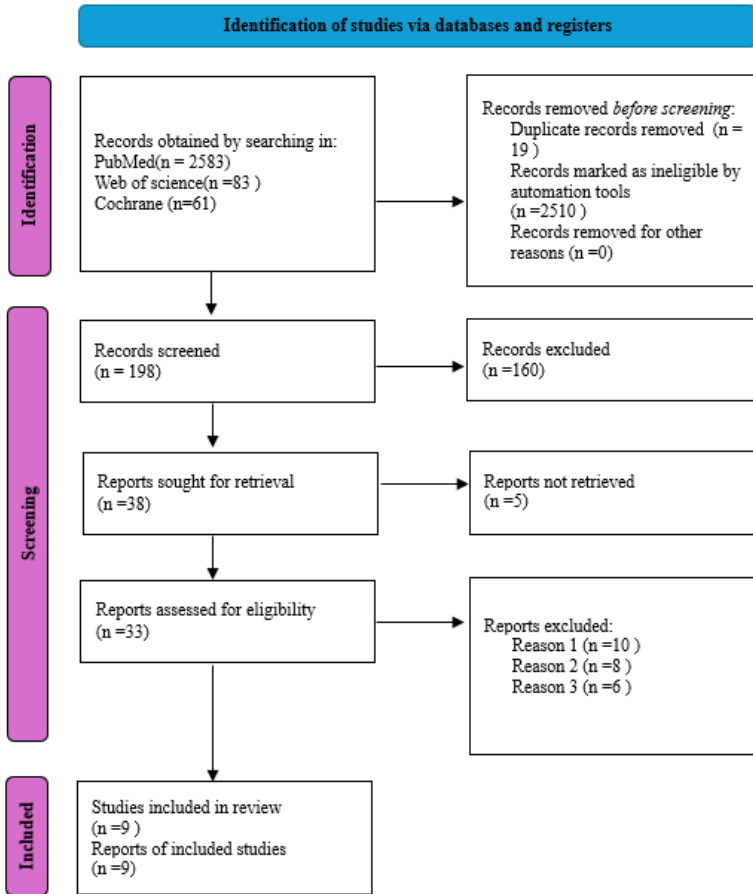 Identification of studies via databases and registers
Identification
Records obtained by searching in:
PubMed(n = 2583)
Web of science(n =83 )
Cochrane (n=61)
Records removed before screening:
Duplicate records removed (n =
19 )
Records marked as ineligible by
automation tools
(n =2510 )
Records removed for other
reasons (n =0)
Screening
Records screened
(n = 198)
Records excluded
(n =160)
Reports sought for retrieval
(n =38)
Reports not retrieved
(n =5)
Reports assessed for eligibility
(n =33)
Reports excluded:
Reason 1 (n =10 )
Reason 2 (n =8 )
Reason 3 (n =6 )
Included
Studies included in review
(n =9 )
Reports of included studies
(n =9)